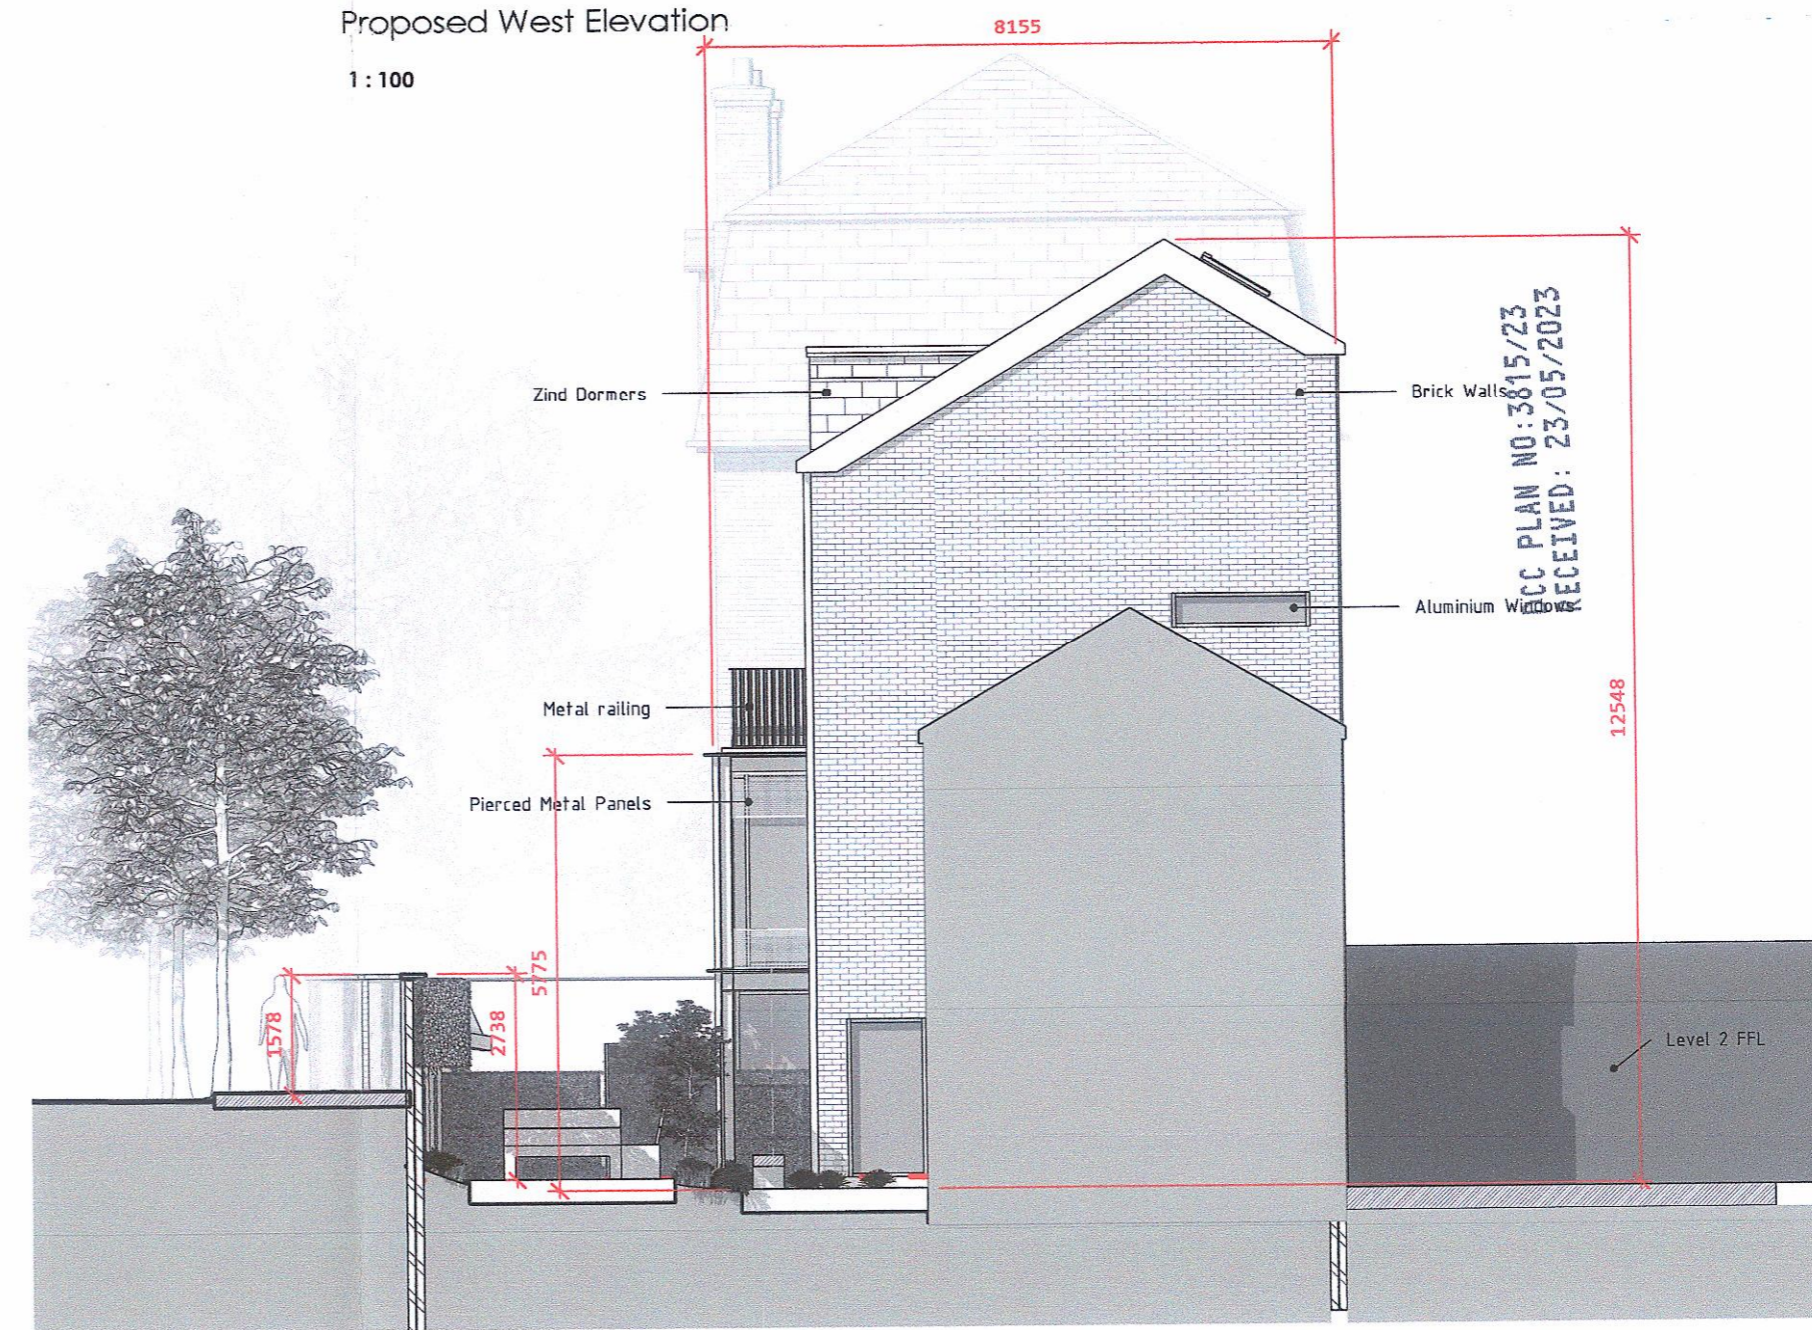 Proposed West Elevation
1 : 100
8155
Zind Dormers
Brick Walls
DCC PLAN NO:3815/23
RECEIVED: 23/05/2023
Aluminium Windows
Metal railing
12548
Pierced Metal Panels
5775
1578
2738
Level 2 FFL